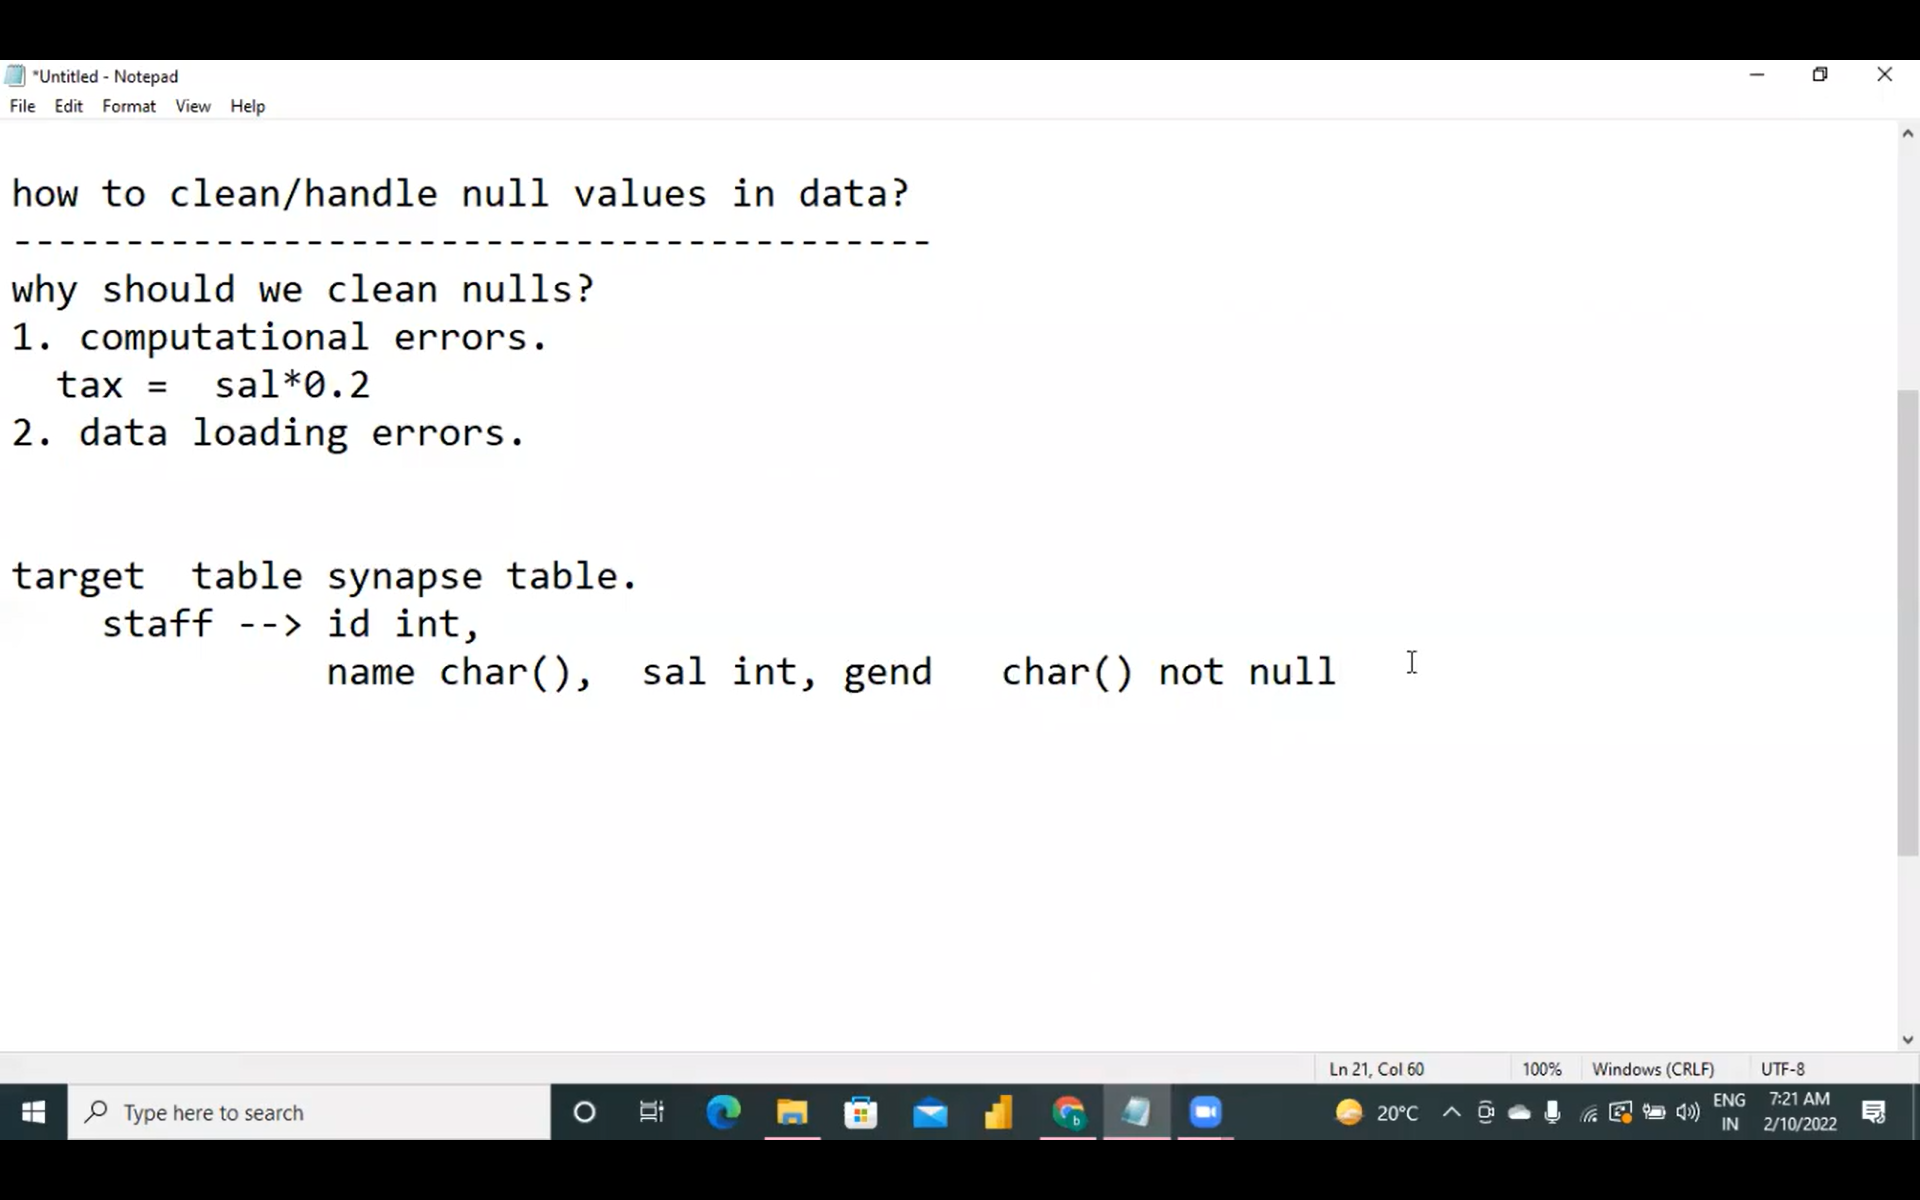 *Untitled - Notepad
File Edit Format View Help
how to clean/handle null values in data?
-----------------------------------------
why should we clean nulls?
1. computational errors.
tax = sal*0.2
2. data loading errors.
target table synapse table.
staff --> id int,
name char(), sal int, gend char() not null
Ln 21, Col 60 100% Windows (CRLF) UTF-8
Type here to search
20°C
ENG
IN
7:21 AM
2/10/2022